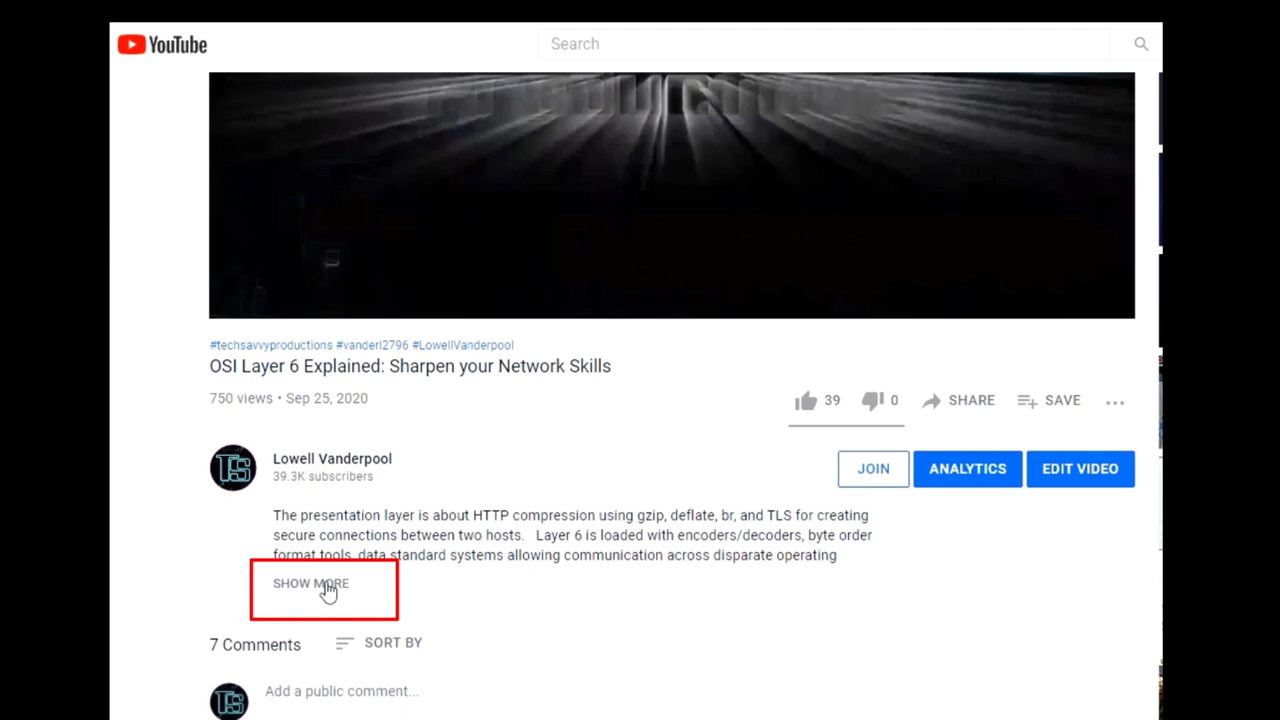 YouTube
Search
#techsavvyproductions #vanderl2796 #LowellVanderpool
OSI Layer 6 Explained: Sharpen your Network Skills
750 views • Sep 25, 2020
39 0 SHARE SAVE
TS
Lowell Vanderpool
39.3K subscribers
JOIN ANALYTICS EDIT VIDEO
The presentation layer is about HTTP compression using gzip, deflate, br, and TLS for creating
secure connections between two hosts. Layer 6 is loaded with encoders/decoders, byte order
format tools, data standard systems allowing communication across disparate operating
SHOW MORE
7 Comments SORT BY
TS
Add a public comment...